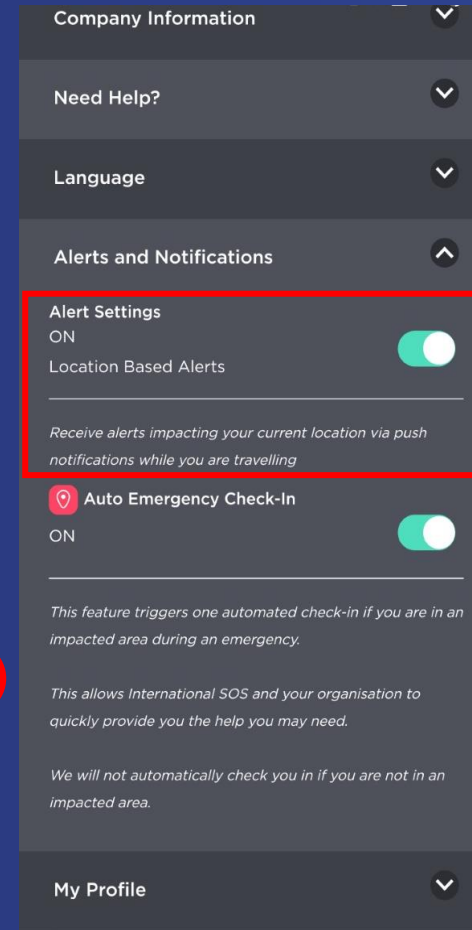 Company Information
Need Help?
Language
Alerts and Notifications
Alert Settings
ON
Location Based Alerts
Receive alerts impacting your current location via push
notifications while you are travelling
Auto Emergency Check-In
ON
This feature triggers one automated check-in if you are in an
impacted area during an emergency.
This allows International SOS and your organisation to
quickly provide you the help you may need.
We will not automatically check you in if you are not in an
impacted area.
My Profile